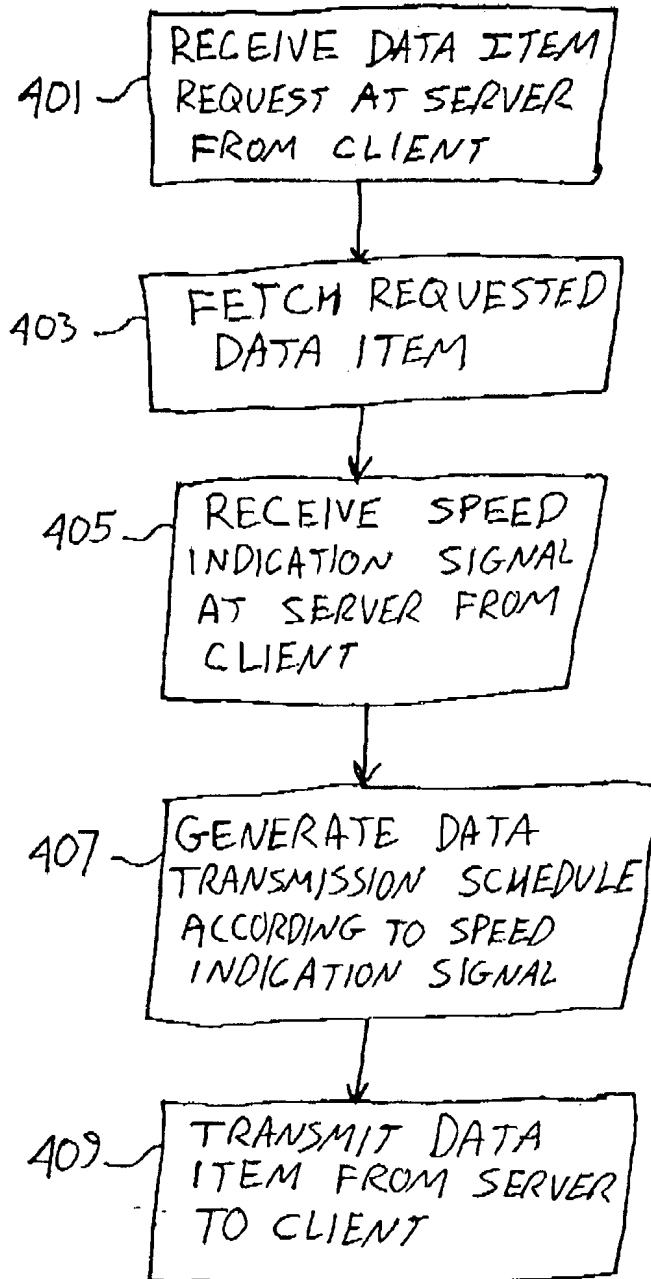 401
RECEIVE DATA ITEM
REQUEST AT SERVER
FROM CLIENT
403
FETCH REQUESTED
DATA ITEM
405
RECEIVE SPEED
INDICATION SIGNAL
AT SERVER FROM
CLIENT
407
GENERATE DATA
TRANSMISSION SCHEDULE
ACCORDING TO SPEED
INDICATION SIGNAL
409
TRANSMIT DATA
ITEM FROM SERVER
TO CLIENT